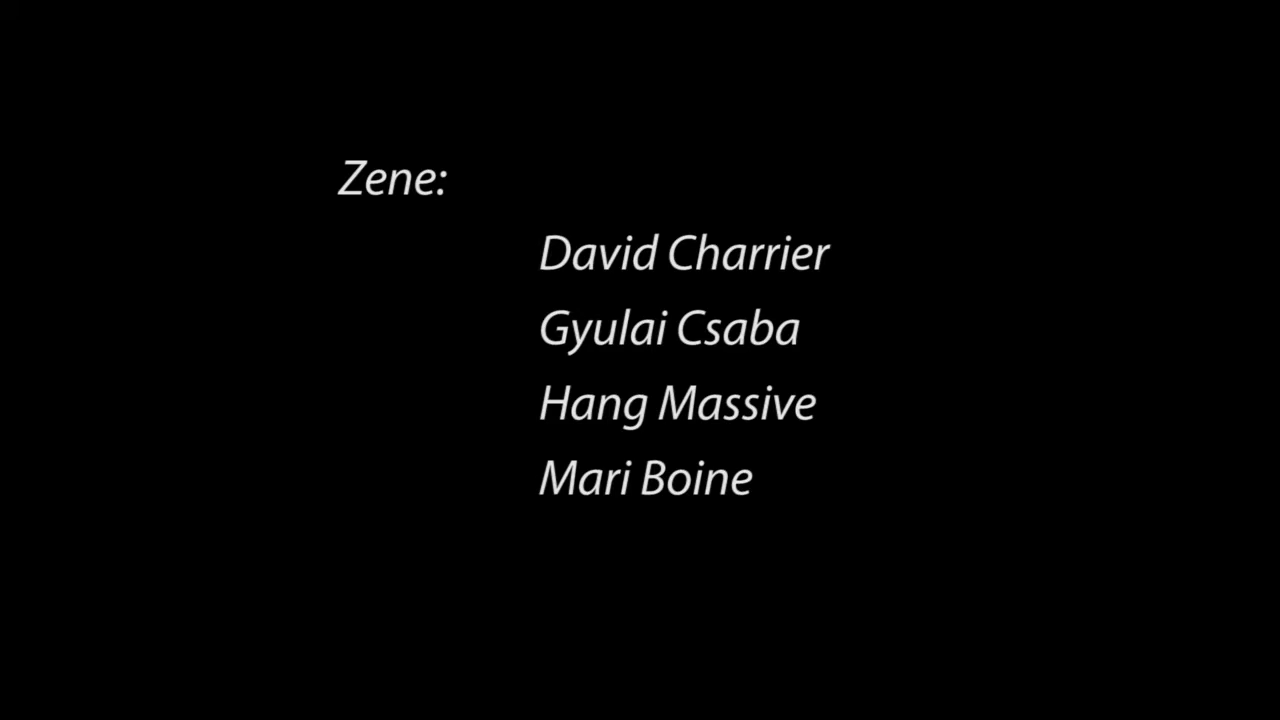 Zene:
David Charrier
Gyulai Csaba
Hang Massive
Mari Boine